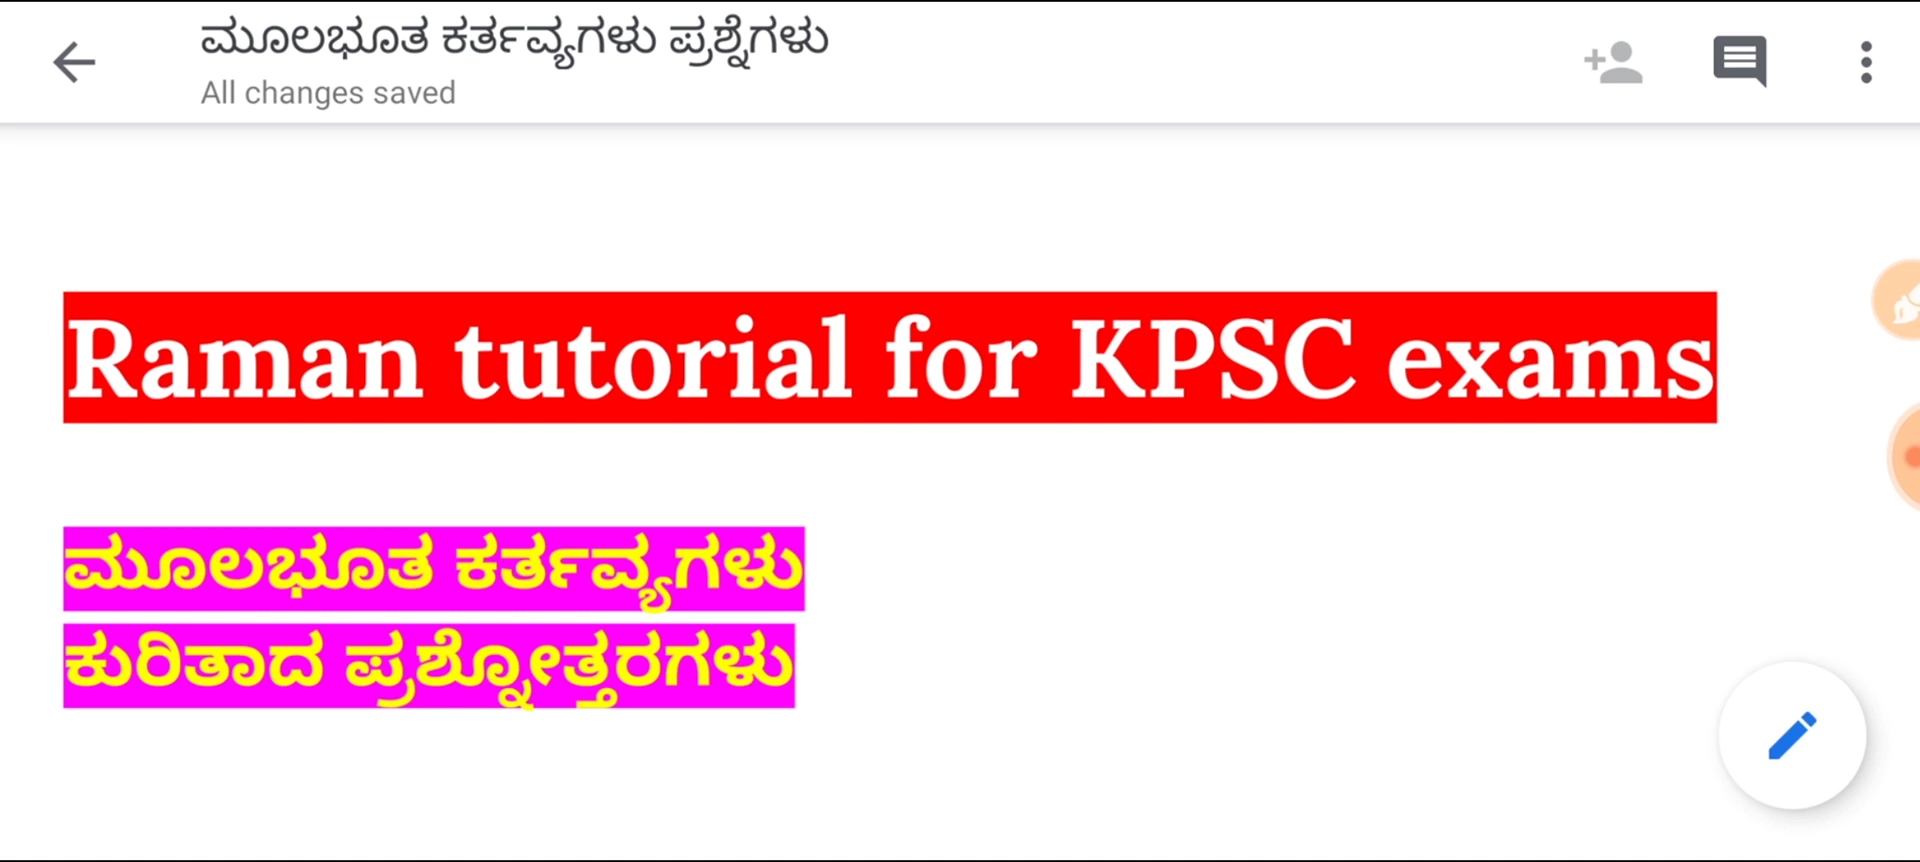 ಮೂಲಭೂತ ಕರ್ತವ್ಯಗಳು ಪ್ರಶ್ನೆಗಳು
All changes saved
Raman tutorial for KPSC exams
ಮೂಲಭೂತ ಕರ್ತವ್ಯಗಳು
ಕುರಿತಾದ ಪ್ರಶ್ನೋತ್ತರಗಳು